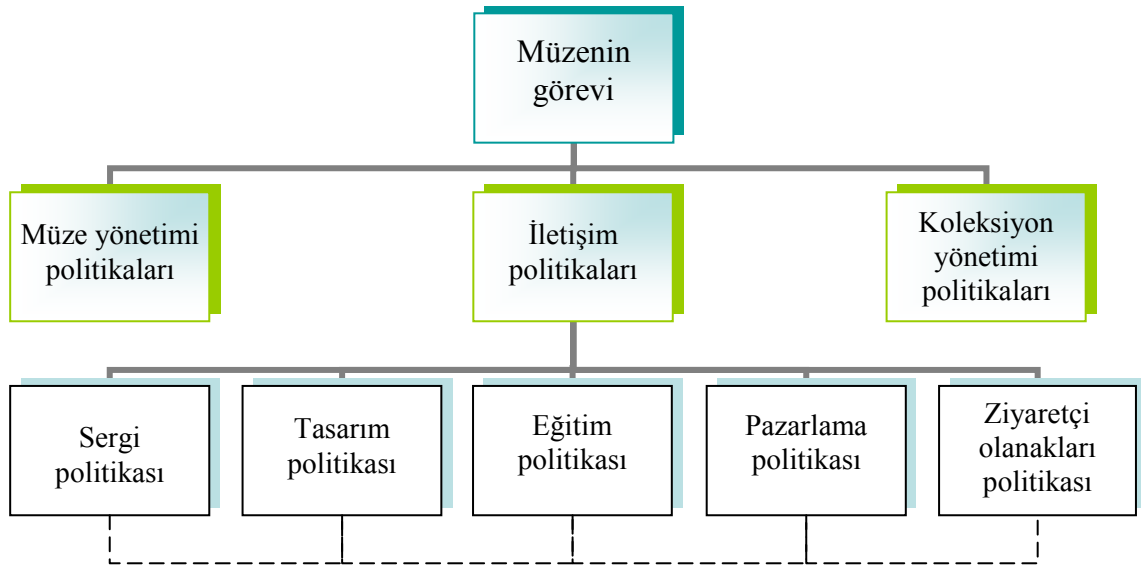 Müzenin
görevi
Müze yönetimi
politikaları
İletişim
politikaları
Koleksiyon
yönetimi
politikaları
Sergi
politikası
Tasarım
politikası
Eğitim
politikası
Pazarlama
politikası
Ziyaretçi
olanakları
politikası